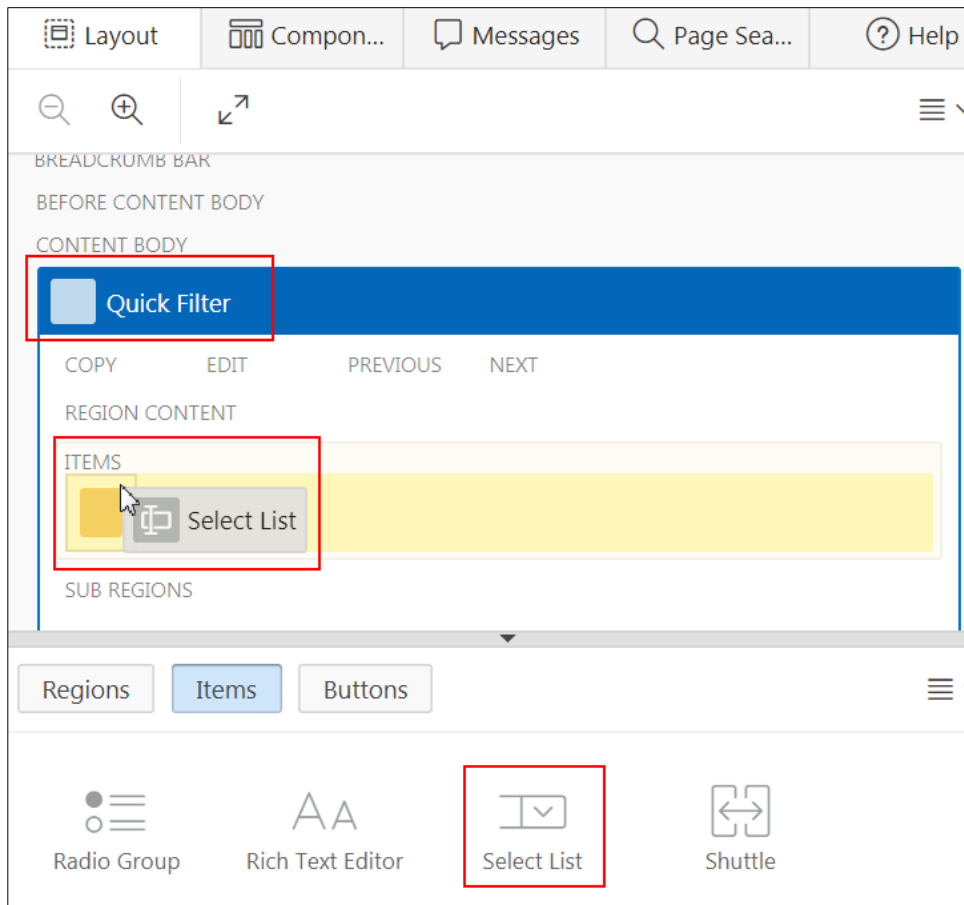 Layout Compon... Messages Page Sea... Help
BREADCRUMB BAR
BEFORE CONTENT BODY
CONTENT BODY
Quick Filter
COPY EDIT PREVIOUS NEXT
REGION CONTENT
ITEMS
Select List
SUB REGIONS
Regions Items Buttons
Radio Group Rich Text Editor Select List Shuttle